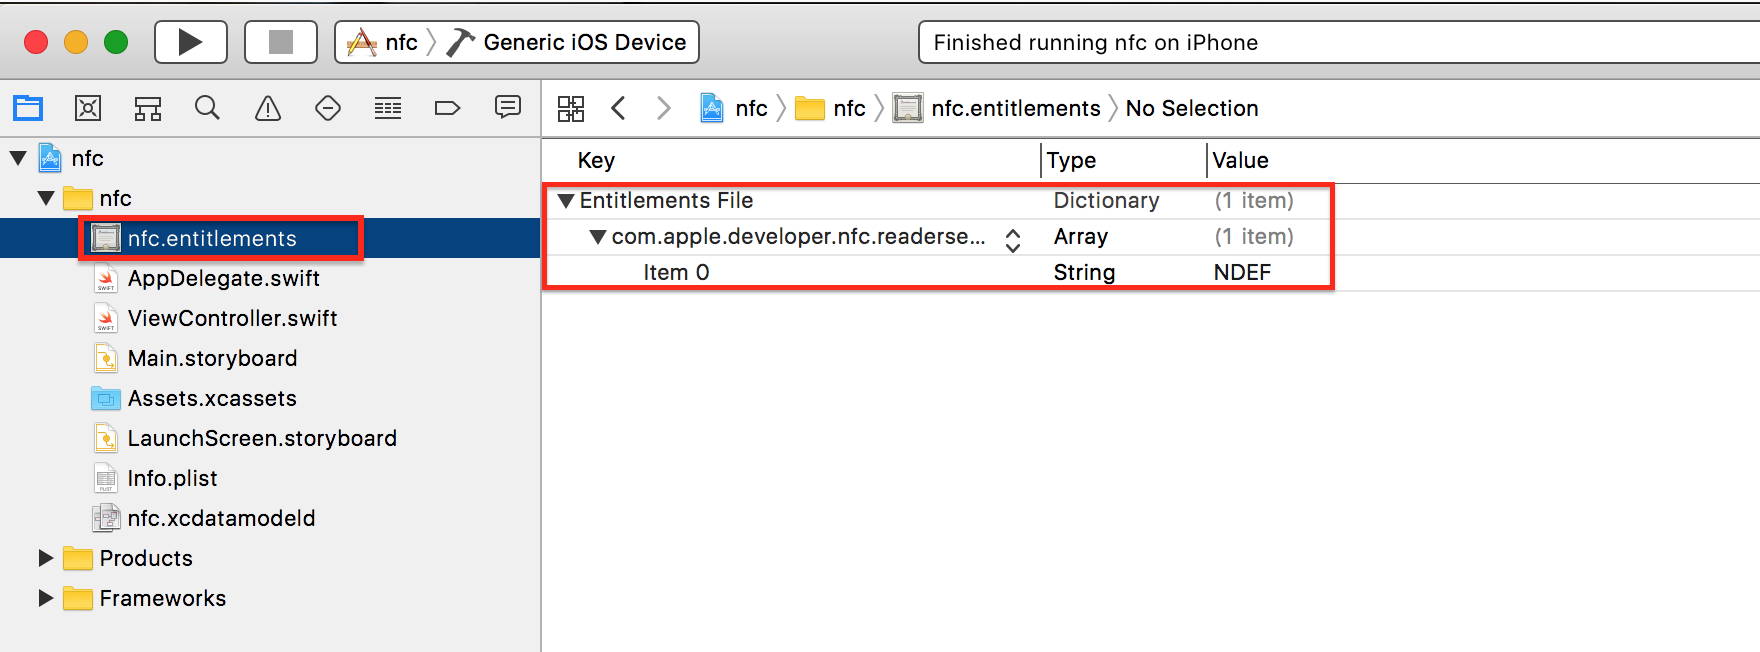 nfc Generic iOS Device
Finished running nfc on iPhone
nfc nfc nfc.entitlements No Selection
nfc
nfc
nfc.entitlements
AppDelegate.swift
ViewController.swift
Main.storyboard
Assets.xcassets
LaunchScreen.storyboard
Info.plist
nfc.xcdatamodeld
Products
Frameworks
Key Type Value
Entitlements File Dictionary (1 item)
com.apple.developer.nfc.readerse... Array (1 item)
Item 0 String NDEF